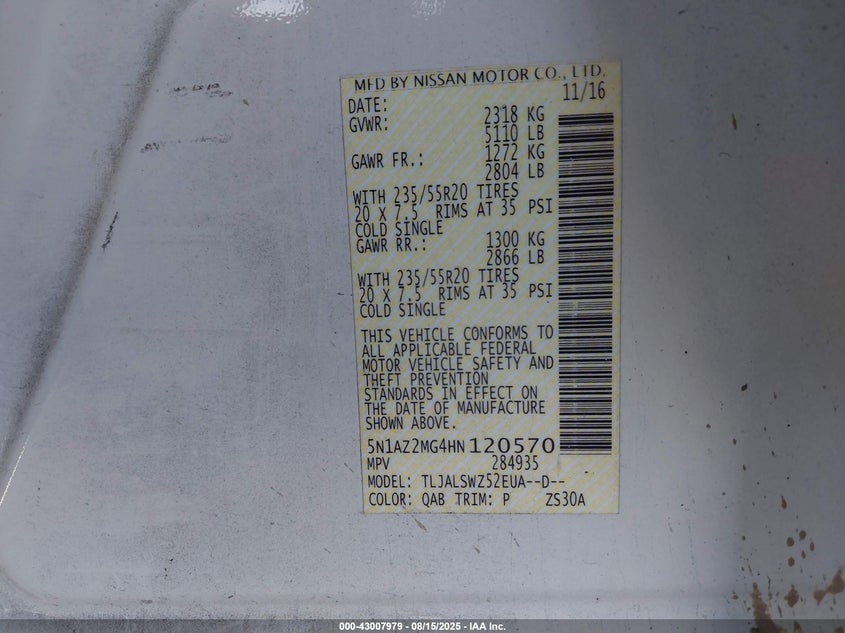 MFD BY NISSAN MOTOR CO., LTD.
DATE: 11/16
GVWR: 2318 KG
5110 LB
GAWR FR.: 1272 KG
2804 LB
WITH 235/55R20 TIRES
20 X 7.5 RIMS AT 35 PSI
COLD SINGLE
GAWR RR.: 1300 KG
2866 LB
WITH 235/55R20 TIRES
20 X 7.5 RIMS AT 35 PSI
COLD SINGLE
THIS VEHICLE CONFORMS TO
ALL APPLICABLE FEDERAL
MOTOR VEHICLE SAFETY AND
THEFT PREVENTION
STANDARDS IN EFFECT ON
THE DATE OF MANUFACTURE
SHOWN ABOVE.
5N1AZ2MG4HN120570
MPV 284935
MODEL: TLJALSWZ52EUA--D--
COLOR: QAB TRIM: P ZS30A
000-43007979 - 08/15/2025 - IAA Inc.